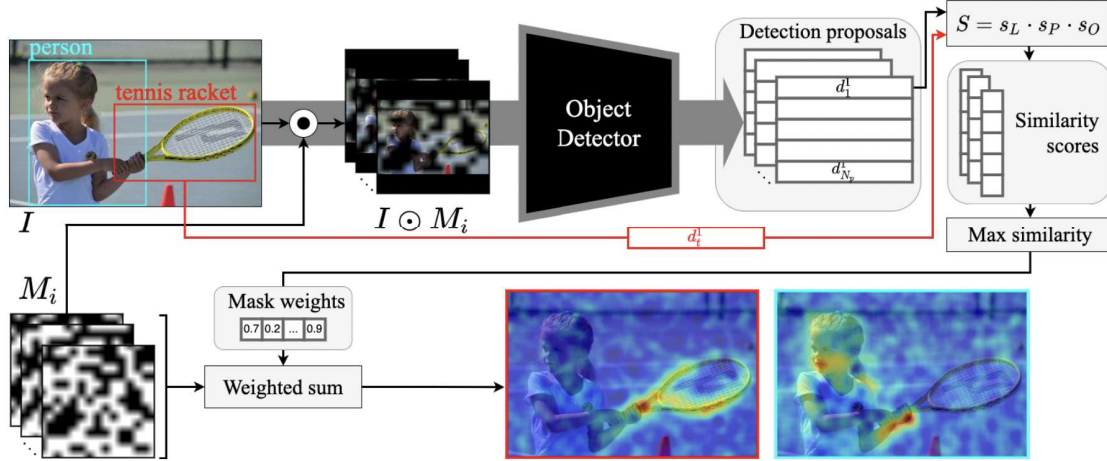 person
tennis racket
I
I ⊙ M_i
Object
Detector
Detection proposals
d_1^1
d_{N_p}^1
S = s_L · s_P · s_O
Similarity
scores
Max similarity
d_t^1
M_i
Mask weights
0.7 0.2 ... 0.9
Weighted sum